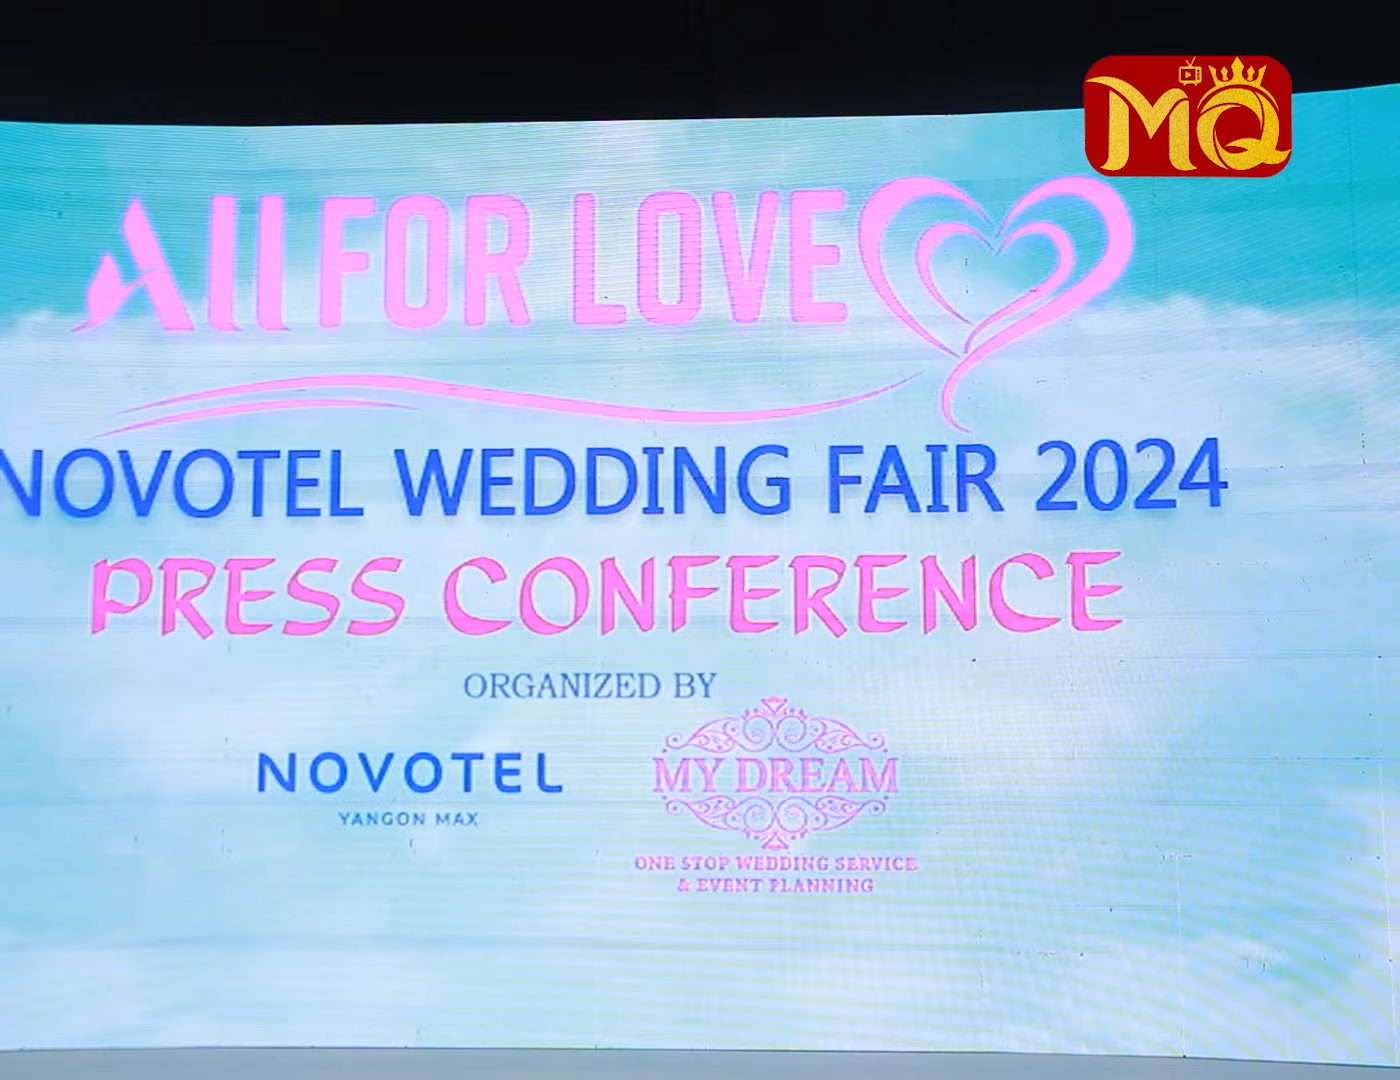 MQ
All FOR LOVE
NOVOTEL WEDDING FAIR 2024
PRESS CONFERENCE
ORGANIZED BY
NOVOTEL
YANGON MAX
MY DREAM
ONE STOP WEDDING SERVICE
& EVENT PLANNING